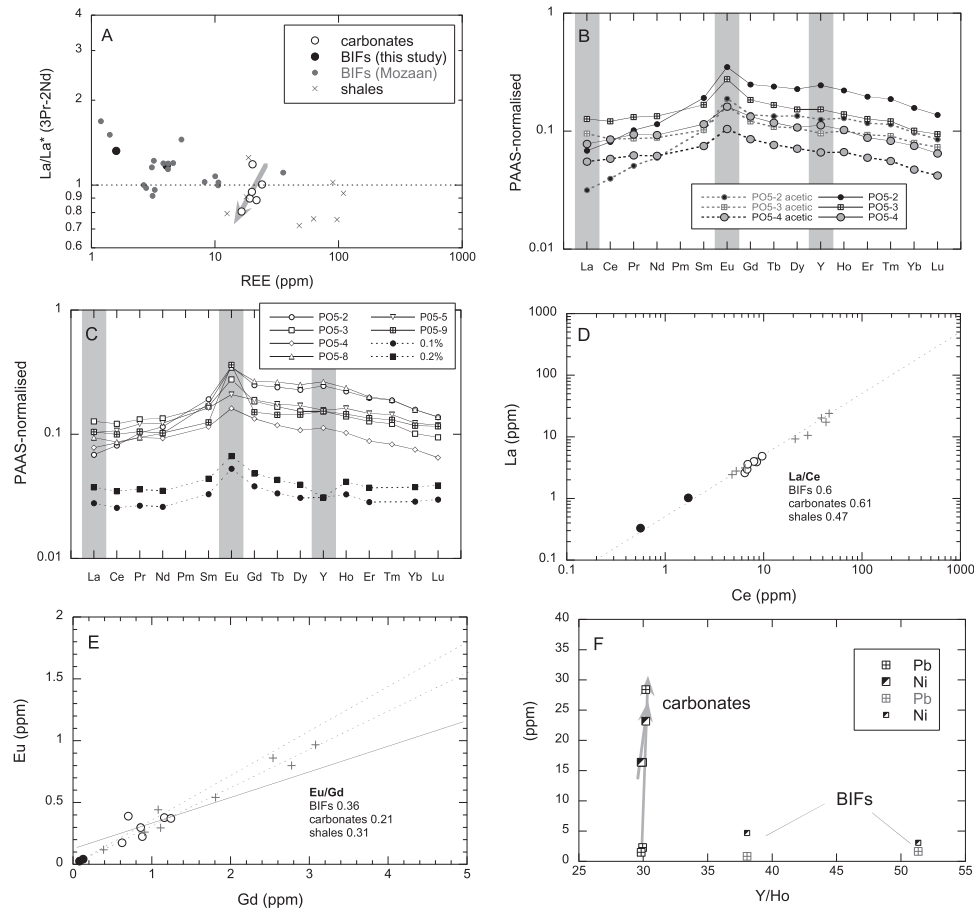 A
La/La* (3Pr-2Nd)
4
3
2
1
0.9
0.8
0.7
0.6
carbonates
BIFs (this study)
BIFs (Mozaan)
shales
1 10 100 1000
REE (ppm)
B
PAAS-normalised
1
0.1
0.01
PO5-2 acetic PO5-2
PO5-3 acetic PO5-3
PO5-4 acetic PO5-4
La Ce Pr Nd Pm Sm Eu Gd Tb Dy Y Ho Er Tm Yb Lu
C
PAAS-normalised
1
0.1
0.01
PO5-2 P05-5
PO5-3 P05-9
PO5-4 0.1%
PO5-8 0.2%
La Ce Pr Nd Pm Sm Eu Gd Tb Dy Y Ho Er Tm Yb Lu
D
La (ppm)
1000
100
10
1
0.1
La/Ce
BIFs 0.6
carbonates 0.61
shales 0.47
0.1 1 10 100 1000
Ce (ppm)
E
Eu (ppm)
2
1.5
1
0.5
0
Eu/Gd
BIFs 0.36
carbonates 0.21
shales 0.31
0 1 2 3 4 5
Gd (ppm)
F
(ppm)
40
35
30
25
20
15
10
5
0
Pb
Ni
Pb
Ni
carbonates
BIFs
25 30 35 40 45 50 55
Y/Ho